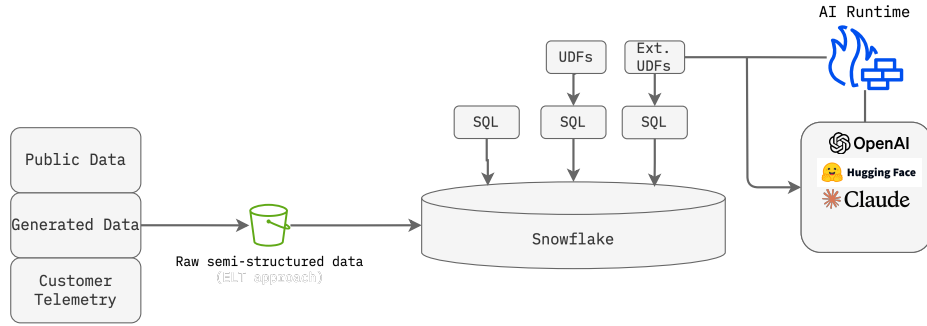 AI Runtime
UDFs
Ext.
UDFs
SQL
SQL
SQL
OpenAI
Hugging Face
Claude
Public Data
Generated Data
Customer
Telemetry
Snowflake
Raw semi-structured data
(ELT approach)